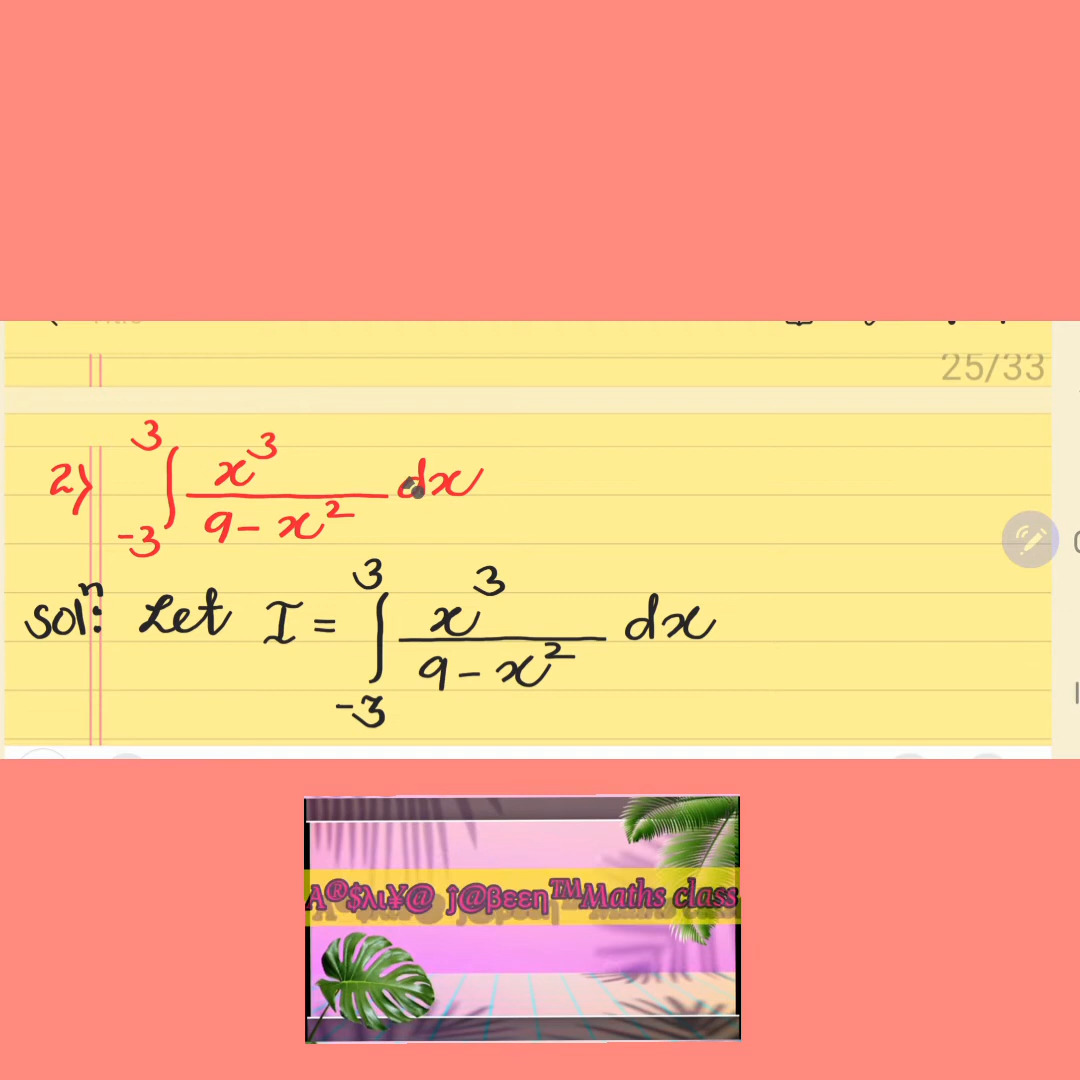 25/33
2) ³∫₋₃ x³/(9 - x²) dx
Solⁿ: Let I = ³∫₋₃ x³/(9 - x²) dx
A®$λι¥@ ĵ@βεεη™Maths class